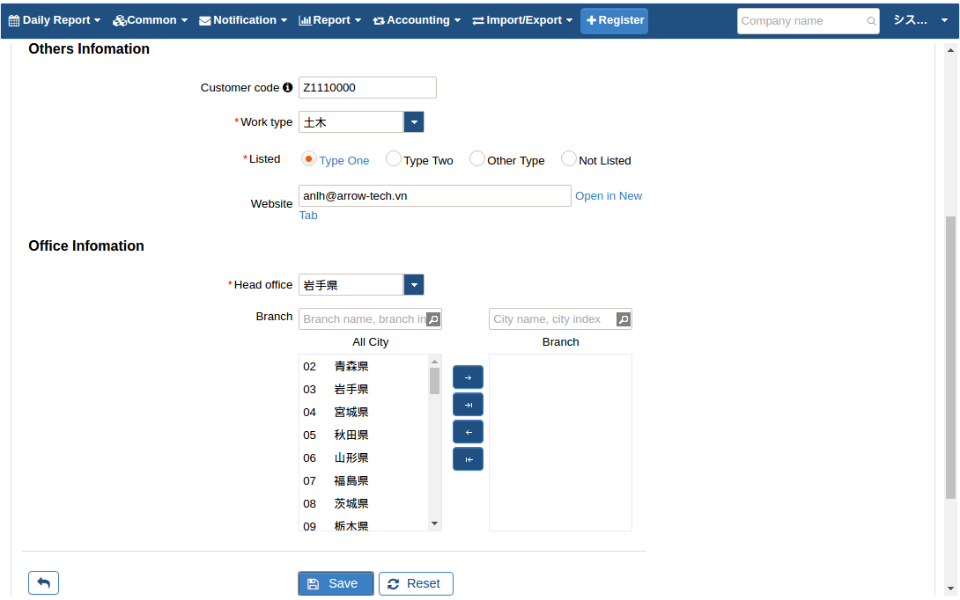 Daily Report Common Notification Report Accounting Import/Export Register Company name シス...
Others Infomation
Customer code Z1110000
*Work type 土木
*Listed Type One Type Two Other Type Not Listed
Website anlh@arrow-tech.vn Open in New
Tab
Office Infomation
*Head office 岩手県
Branch Branch name, branch in City name, city index
All City Branch
02 青森県
03 岩手県
04 宮城県
05 秋田県
06 山形県
07 福島県
08 茨城県
09 栃木県
Save Reset